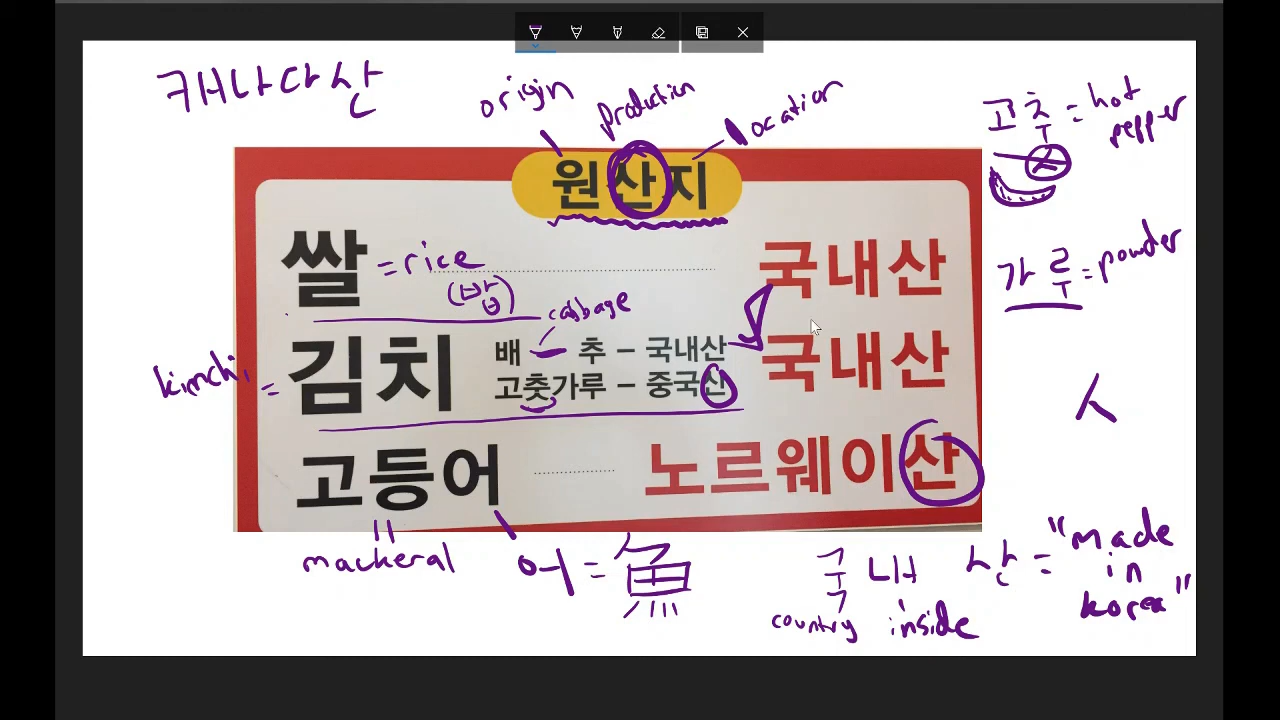 캐나다산
origin production location
고추 = hot pepper
원산지
쌀 = rice 국내산
(밥)
가루 = powder
cabbage
kimchi = 김치 배 추 - 국내산 국내산
고춧가루 - 중국산
人
고등어 노르웨이산
mackeral
어 = 魚
국내산 = "made in korea"
country inside